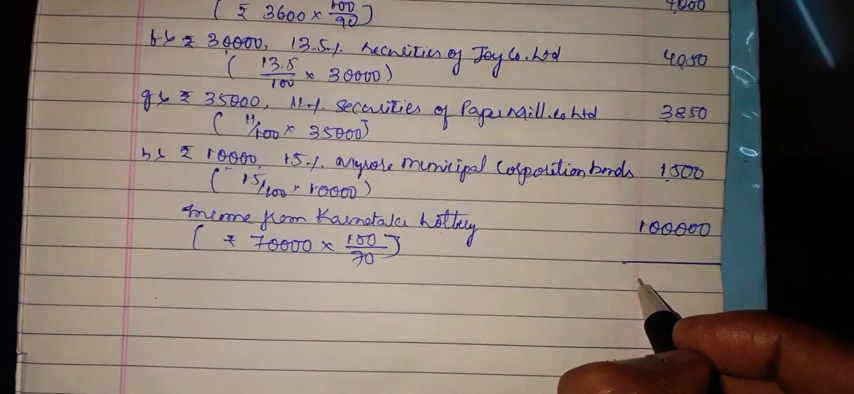 ( ₹ 3600 × 100/90 ) 4000
f) ₹ 30000, 13.5% securities of Joy Co. Ltd 4050
( 13.5/100 × 30000 )
g) ₹ 35000, 11% securities of Paper Mill.co Ltd 3850
( 11/100 × 35000 )
h) ₹ 10000, 15% Mysore Municipal Corporation bonds 1500
( 15/100 × 10000 )
Income from Karnataka Lottery 100000
( ₹ 70000 × 100/70 )